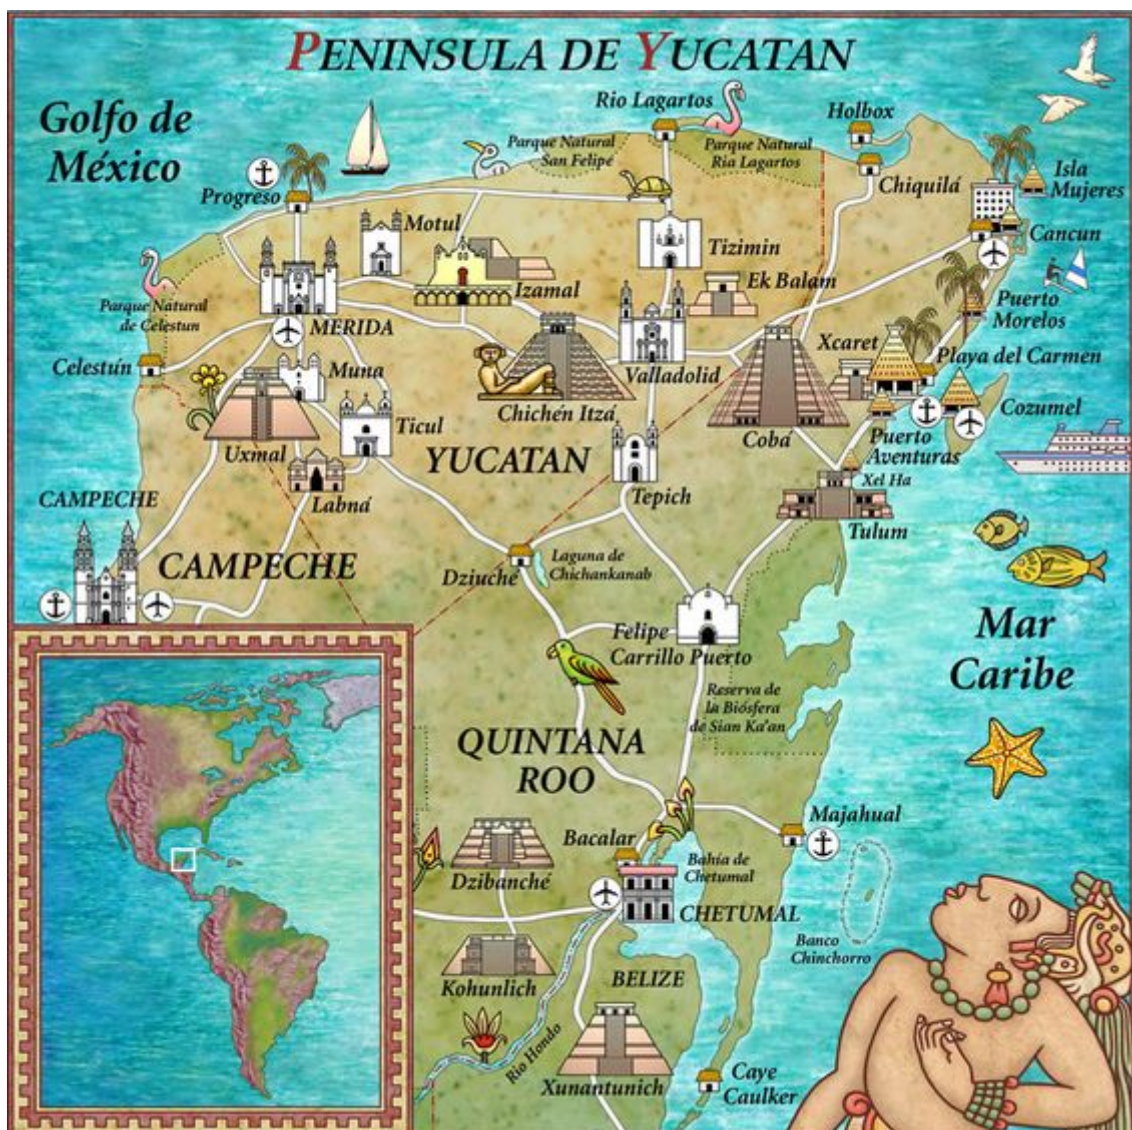 PENINSULA DE YUCATAN
Golfo de
México
Rio Lagartos
Holbox
Parque Natural
San Felipé
Parque Natural
Ria Lagartos
Chiquilá
Isla
Mujeres
Progreso
Motul
Tizimin
Cancun
Izamal
Ek Balam
Parque Natural
de Celestun
MERIDA
Puerto
Morelos
Xcaret
Playa del Carmen
Celestún
Muna
Valladolid
Chichén Itzá
Cozumel
Ticul
Cobá
Puerto
Aventuras
Uxmal
YUCATAN
Xel Ha
Labná
Tepich
CAMPECHE
Tulum
CAMPECHE
Dziuché
Laguna de
Chichankanab
Felipe
Carrillo Puerto
Mar
Caribe
Reserva de
la Biósfera
de Sian Ka'an
QUINTANA
ROO
Majahual
Bacalar
Bahía de
Chetumal
Dzibanché
CHETUMAL
Banco
Chinchorro
Kohunlich
BELIZE
Rio Hondo
Xunantunich
Caye
Caulker